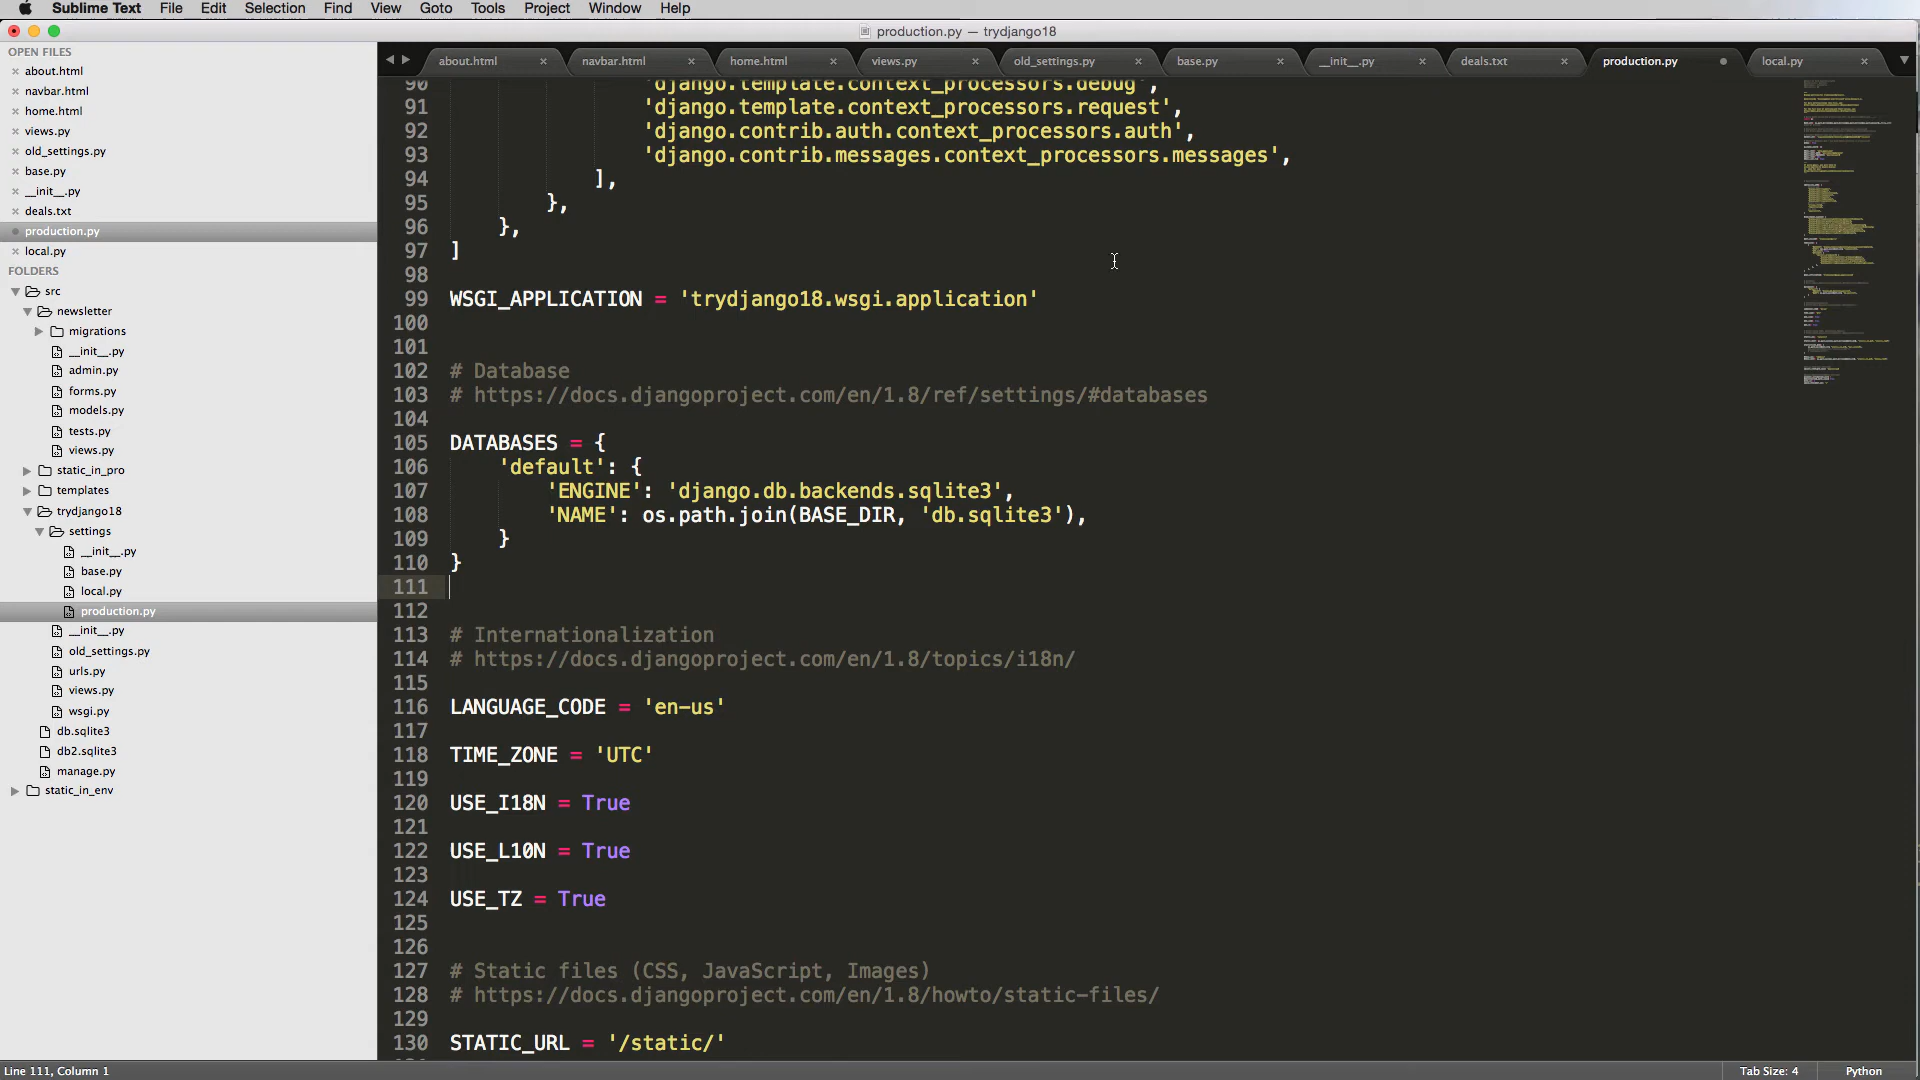 Sublime Text File Edit Selection Find View Goto Tools Project Window Help
production.py — trydjango18
OPEN FILES
about.html
navbar.html
home.html
views.py
old_settings.py
base.py
__init__.py
deals.txt
production.py
local.py
FOLDERS
src
newsletter
migrations
__init__.py
admin.py
forms.py
models.py
tests.py
views.py
static_in_pro
templates
trydjango18
settings
__init__.py
base.py
local.py
production.py
__init__.py
old_settings.py
urls.py
views.py
wsgi.py
db.sqlite3
db2.sqlite3
manage.py
static_in_env
about.html navbar.html home.html views.py old_settings.py base.py __init__.py deals.txt production.py local.py
90 'django.template.context_processors.debug',
91 'django.template.context_processors.request',
92 'django.contrib.auth.context_processors.auth',
93 'django.contrib.messages.context_processors.messages',
94 ],
95 },
96 },
97 ]
98
99 WSGI_APPLICATION = 'trydjango18.wsgi.application'
100
101
102 # Database
103 # https://docs.djangoproject.com/en/1.8/ref/settings/#databases
104
105 DATABASES = {
106 'default': {
107 'ENGINE': 'django.db.backends.sqlite3',
108 'NAME': os.path.join(BASE_DIR, 'db.sqlite3'),
109 }
110 }
111
112
113 # Internationalization
114 # https://docs.djangoproject.com/en/1.8/topics/i18n/
115
116 LANGUAGE_CODE = 'en-us'
117
118 TIME_ZONE = 'UTC'
119
120 USE_I18N = True
121
122 USE_L10N = True
123
124 USE_TZ = True
125
126
127 # Static files (CSS, JavaScript, Images)
128 # https://docs.djangoproject.com/en/1.8/howto/static-files/
129
130 STATIC_URL = '/static/'
Line 111, Column 1 Tab Size: 4 Python